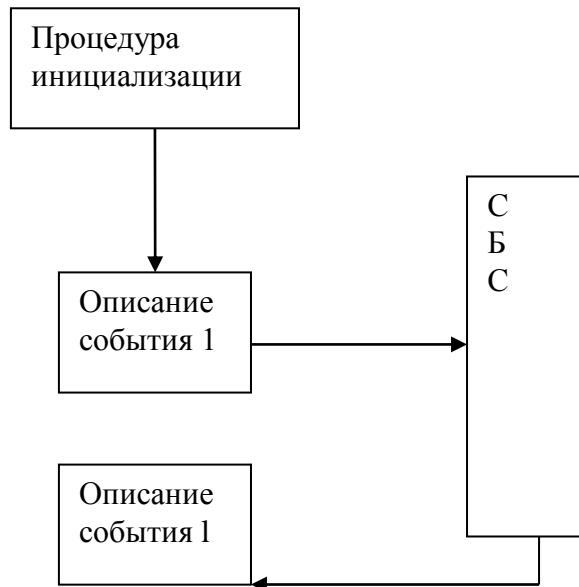 Процедура
инициализации
С
Б
С
Описание
события 1
Описание
события l